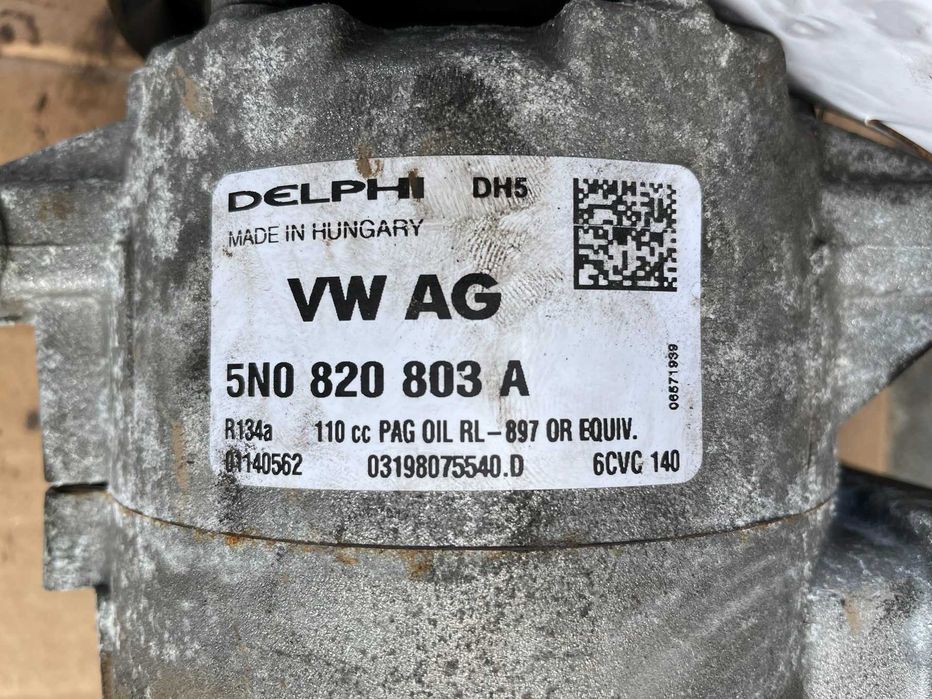 DELPHI DH5
MADE IN HUNGARY
VW AG
5N0 820 803 A
06571939
R134a 110 cc PAG OIL RL-897 OR EQUIV.
01140562 03198075540.D 6CVC 140